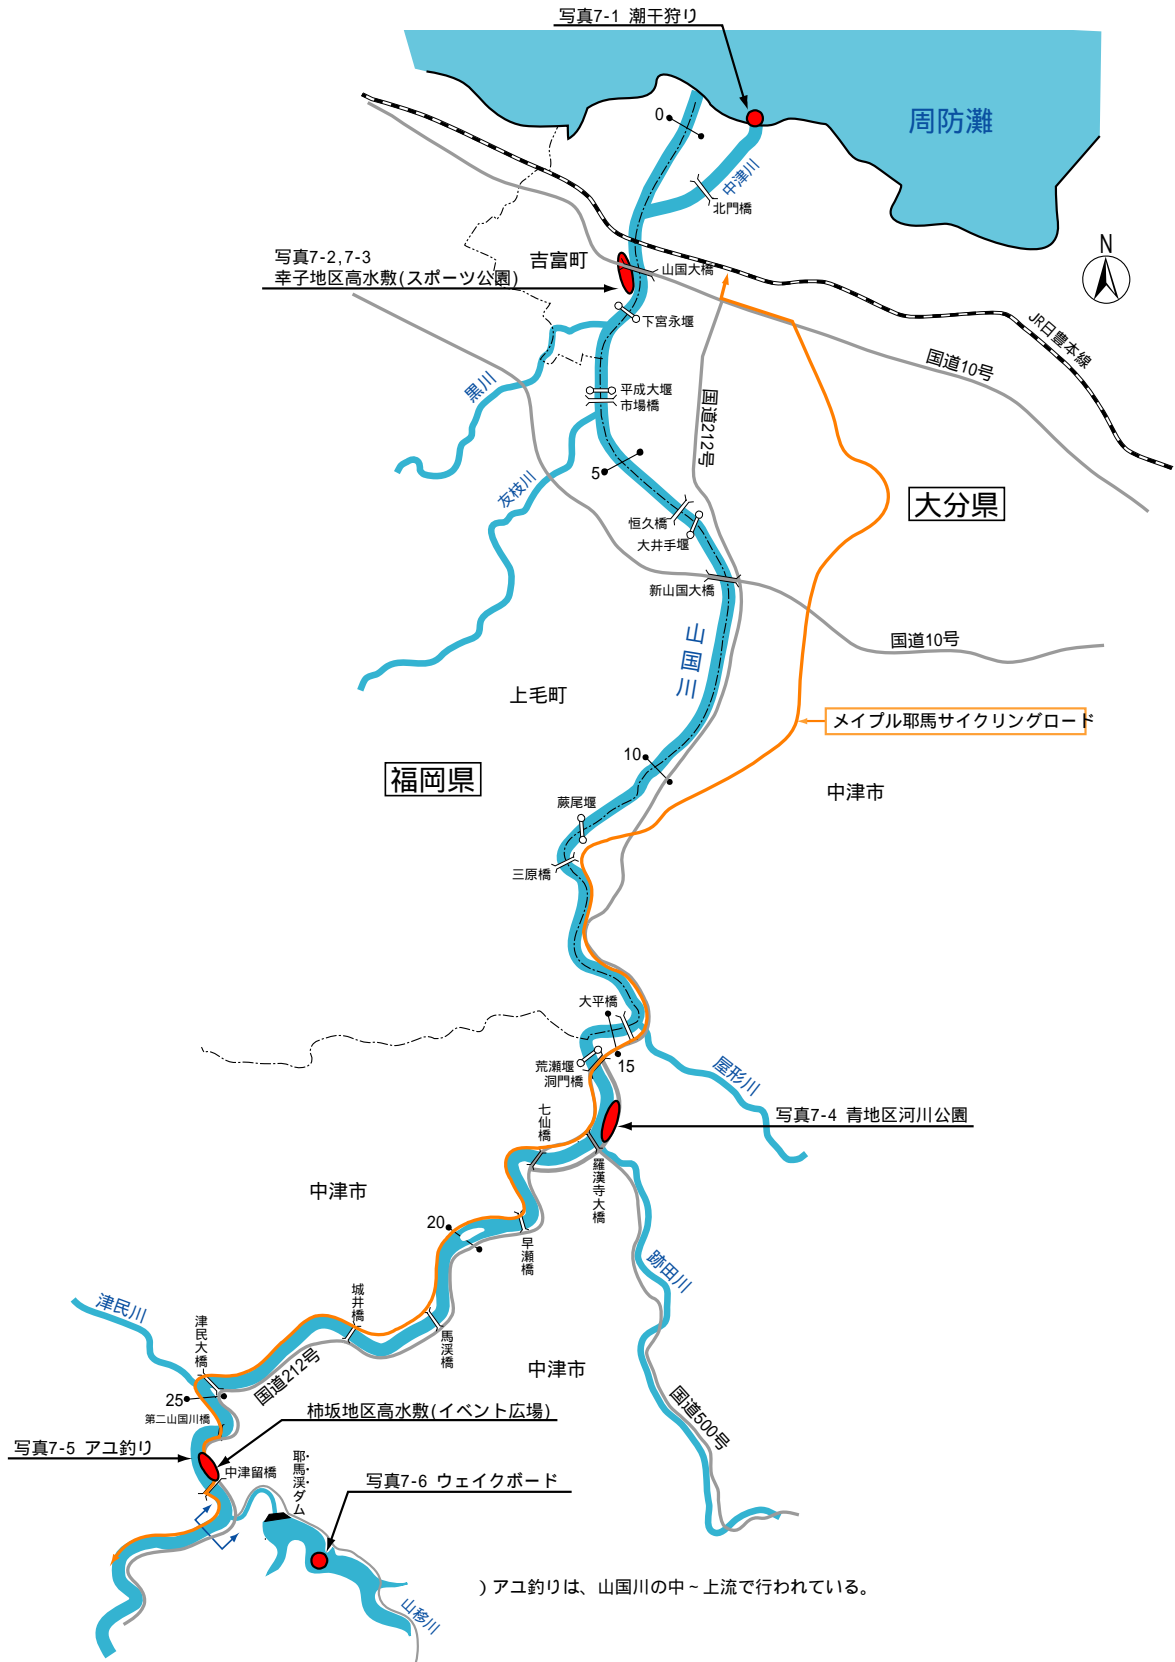 写真7-1 潮干狩り
周防灘
0
中津川
北門橋
N
写真7-2,7-3
幸子地区高水敷(スポーツ公園)
吉富町
山国大橋
下宮永堰
JR日豊本線
国道10号
黒川
平成大堰
市場橋
国道212号
5
友枝川
大分県
恒久橋
大井手堰
新山国大橋
国道10号
山国川
上毛町
メイプル耶馬サイクリングロード
10
福岡県
中津市
蕨尾堰
三原橋
大平橋
荒瀬堰
15
洞門橋
屋形川
写真7-4 青地区河川公園
七仙橋
羅漢寺大橋
中津市
20
早瀬橋
跡田川
城井橋
津民川
津民大橋
馬渓橋
国道212号
中津市
25
第二山国川橋
国道500号
柿坂地区高水敷(イベント広場)
写真7-5 アユ釣り
中津留橋
耶・馬・渓・ダム
写真7-6 ウェイクボード
)アユ釣りは、山国川の中~上流で行われている。
山移川